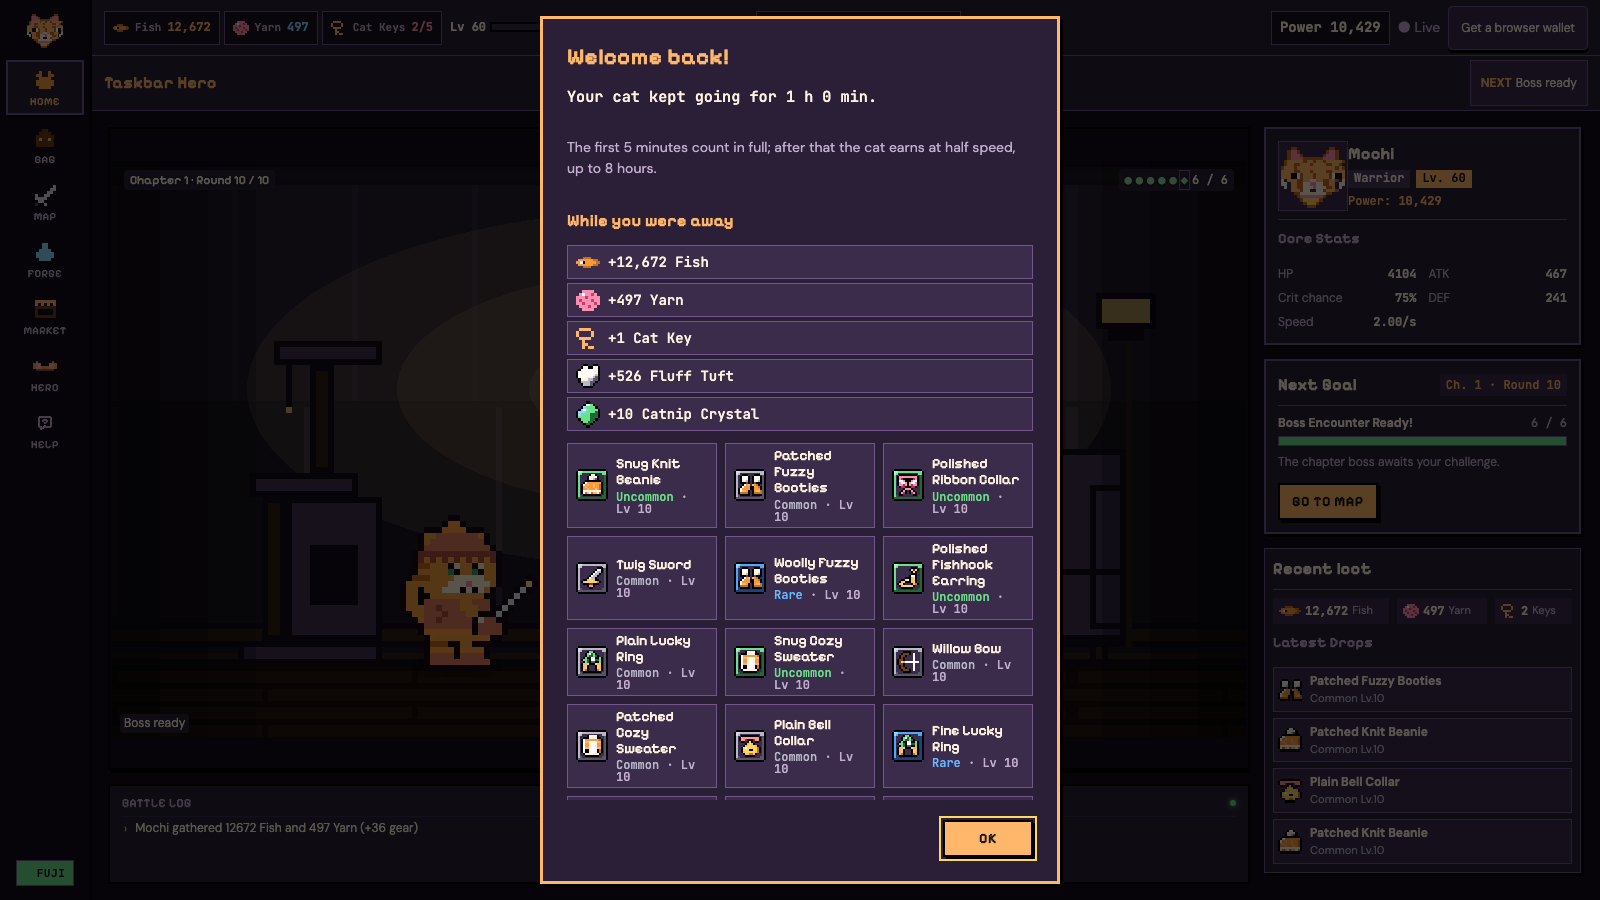 Fish 12,672
Yarn 497
Cat Keys 2/5
Lv 60
Power 10,429
Live
Get a browser wallet
HOME
BAG
MAP
FORGE
MARKET
HERO
HELP
FUJI
Taskbar Hero
NEXT Boss ready
Chapter 1 · Round 10 / 10
6 / 6
Boss ready
BATTLE LOG
› Mochi gathered 12672 Fish and 497 Yarn (+36 gear)
Welcome back!
Your cat kept going for 1 h 0 min.
The first 5 minutes count in full; after that the cat earns at half speed,
up to 8 hours.
While you were away
+12,672 Fish
+497 Yarn
+1 Cat Key
+526 Fluff Tuft
+10 Catnip Crystal
Snug Knit
Beanie
Uncommon ·
Lv 10
Patched
Fuzzy
Booties
Common · Lv
10
Polished
Ribbon Collar
Uncommon ·
Lv 10
Twig Sword
Common · Lv
10
Woolly Fuzzy
Booties
Rare · Lv 10
Polished
Fishhook
Earring
Uncommon ·
Lv 10
Plain Lucky
Ring
Common · Lv
10
Snug Cozy
Sweater
Uncommon ·
Lv 10
Willow Bow
Common · Lv
10
Patched
Cozy
Sweater
Common · Lv
10
Plain Bell
Collar
Common · Lv
10
Fine Lucky
Ring
Rare · Lv 10
OK
Mochi
Warrior
Lv. 60
Power: 10,429
Core Stats
HP 4104 ATK 467
Crit chance 75% DEF 241
Speed 2.00/s
Next Goal
Ch. 1 · Round 10
Boss Encounter Ready! 6 / 6
The chapter boss awaits your challenge.
GO TO MAP
Recent loot
12,672 Fish
497 Yarn
2 Keys
Latest Drops
Patched Fuzzy Booties
Common Lv.10
Patched Knit Beanie
Common Lv.10
Plain Bell Collar
Common Lv.10
Patched Knit Beanie
Common Lv.10